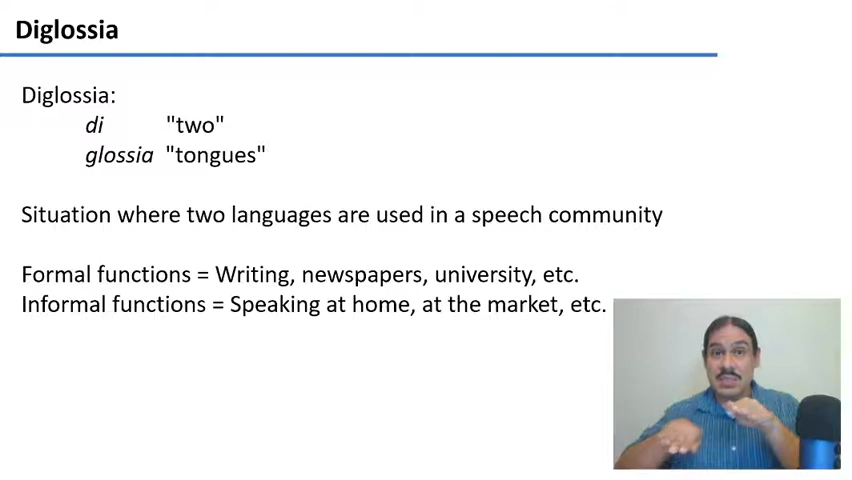 Diglossia
Diglossia:
di "two"
glossia "tongues"
Situation where two languages are used in a speech community
Formal functions = Writing, newspapers, university, etc.
Informal functions = Speaking at home, at the market, etc.